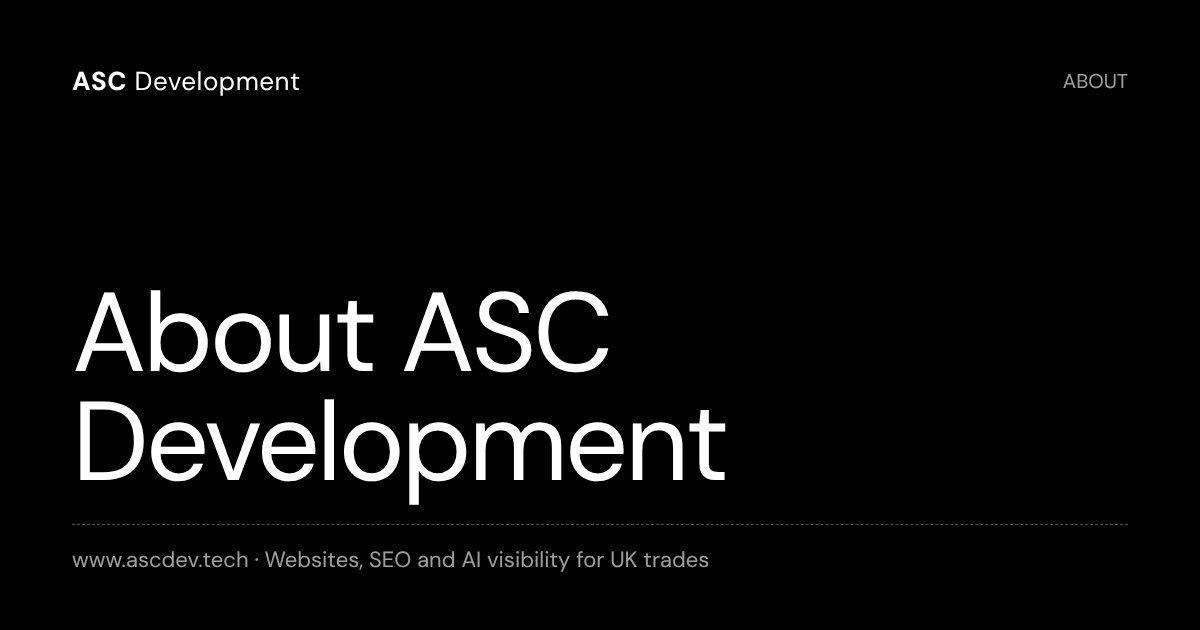 ASC Development
ABOUT
About ASC
Development
www.ascdev.tech · Websites, SEO and AI visibility for UK trades